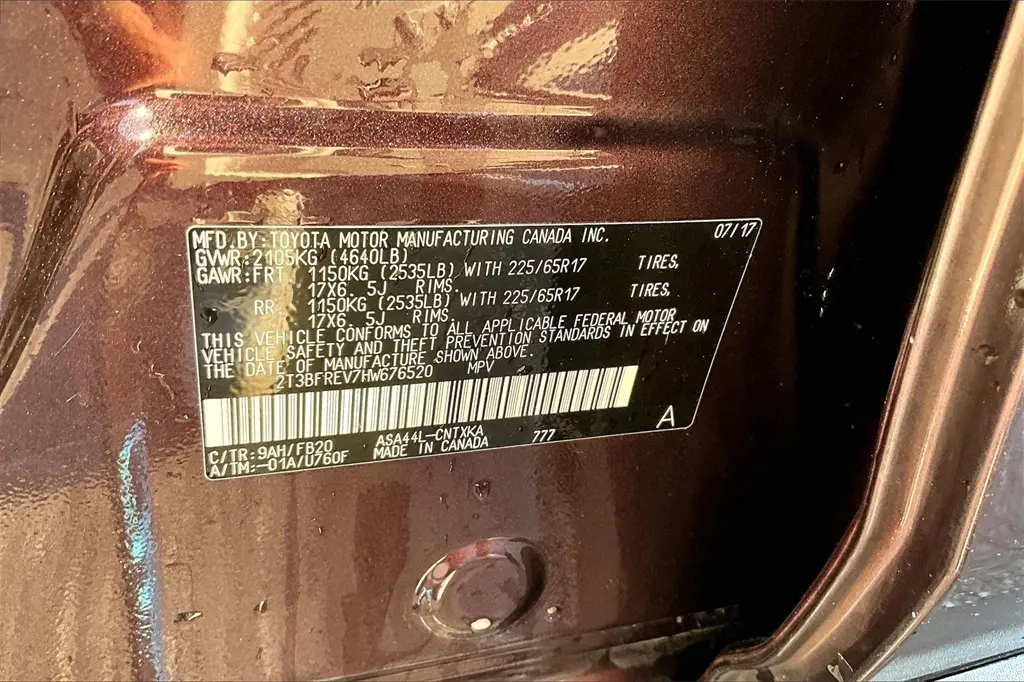 MFD.BY:TOYOTA MOTOR MANUFACTURING CANADA INC. 07/17
GVWR:2105KG (4640LB)
GAWR:FRT. 1150KG (2535LB) WITH 225/65R17 TIRES,
17X6. 5J RIMS.
RR. 1150KG (2535LB) WITH 225/65R17 TIRES,
17X6. 5J RIMS.
THIS VEHICLE CONFORMS TO ALL APPLICABLE FEDERAL MOTOR
VEHICLE SAFETY AND THEFT PREVENTION STANDARDS IN EFFECT ON
THE DATE OF MANUFACTURE SHOWN ABOVE.
2T3BFREV7HW676520 MPV
A
C/TR:9AH/FB20 ASA44L-CNTXKA 777
A/TM:-01A/U760F MADE IN CANADA